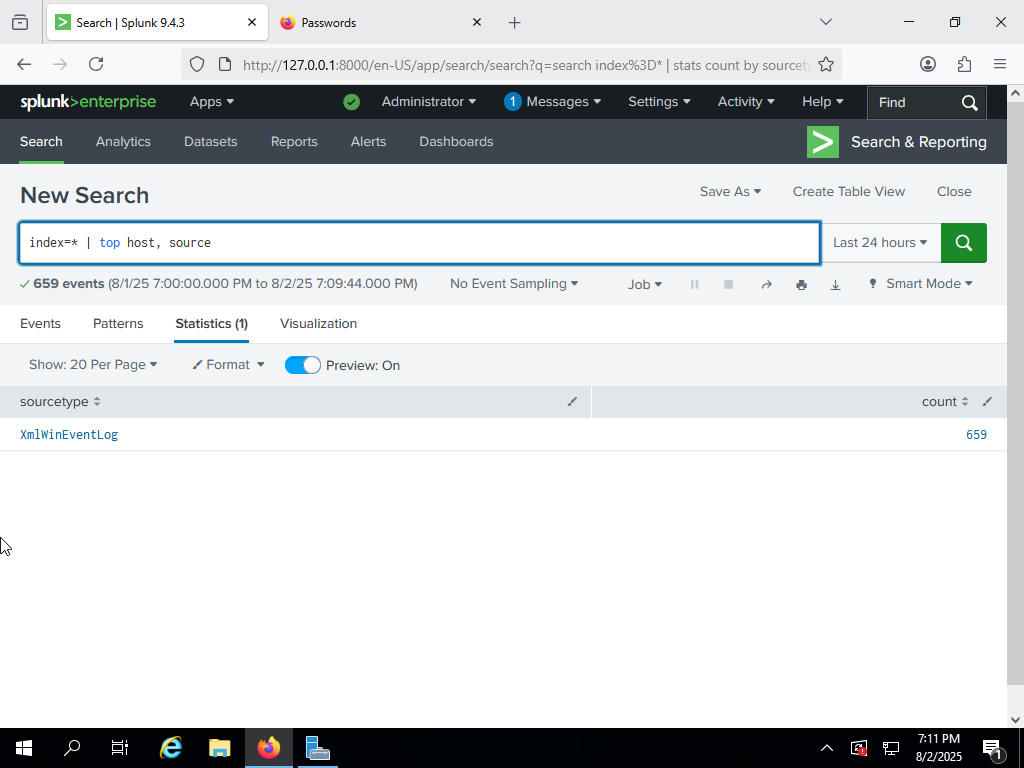 Search | Splunk 9.4.3
Passwords
http://127.0.0.1:8000/en-US/app/search/search?q=search index%3D* | stats count by sourcety
splunk>enterprise Apps Administrator 1 Messages Settings Activity Help Find
Search Analytics Datasets Reports Alerts Dashboards Search & Reporting
New Search Save As Create Table View Close
index=* | top host, source Last 24 hours
659 events (8/1/25 7:00:00.000 PM to 8/2/25 7:09:44.000 PM) No Event Sampling Job Smart Mode
Events Patterns Statistics (1) Visualization
Show: 20 Per Page Format Preview: On
sourcetype count
XmlWinEventLog 659
7:11 PM
8/2/2025
1